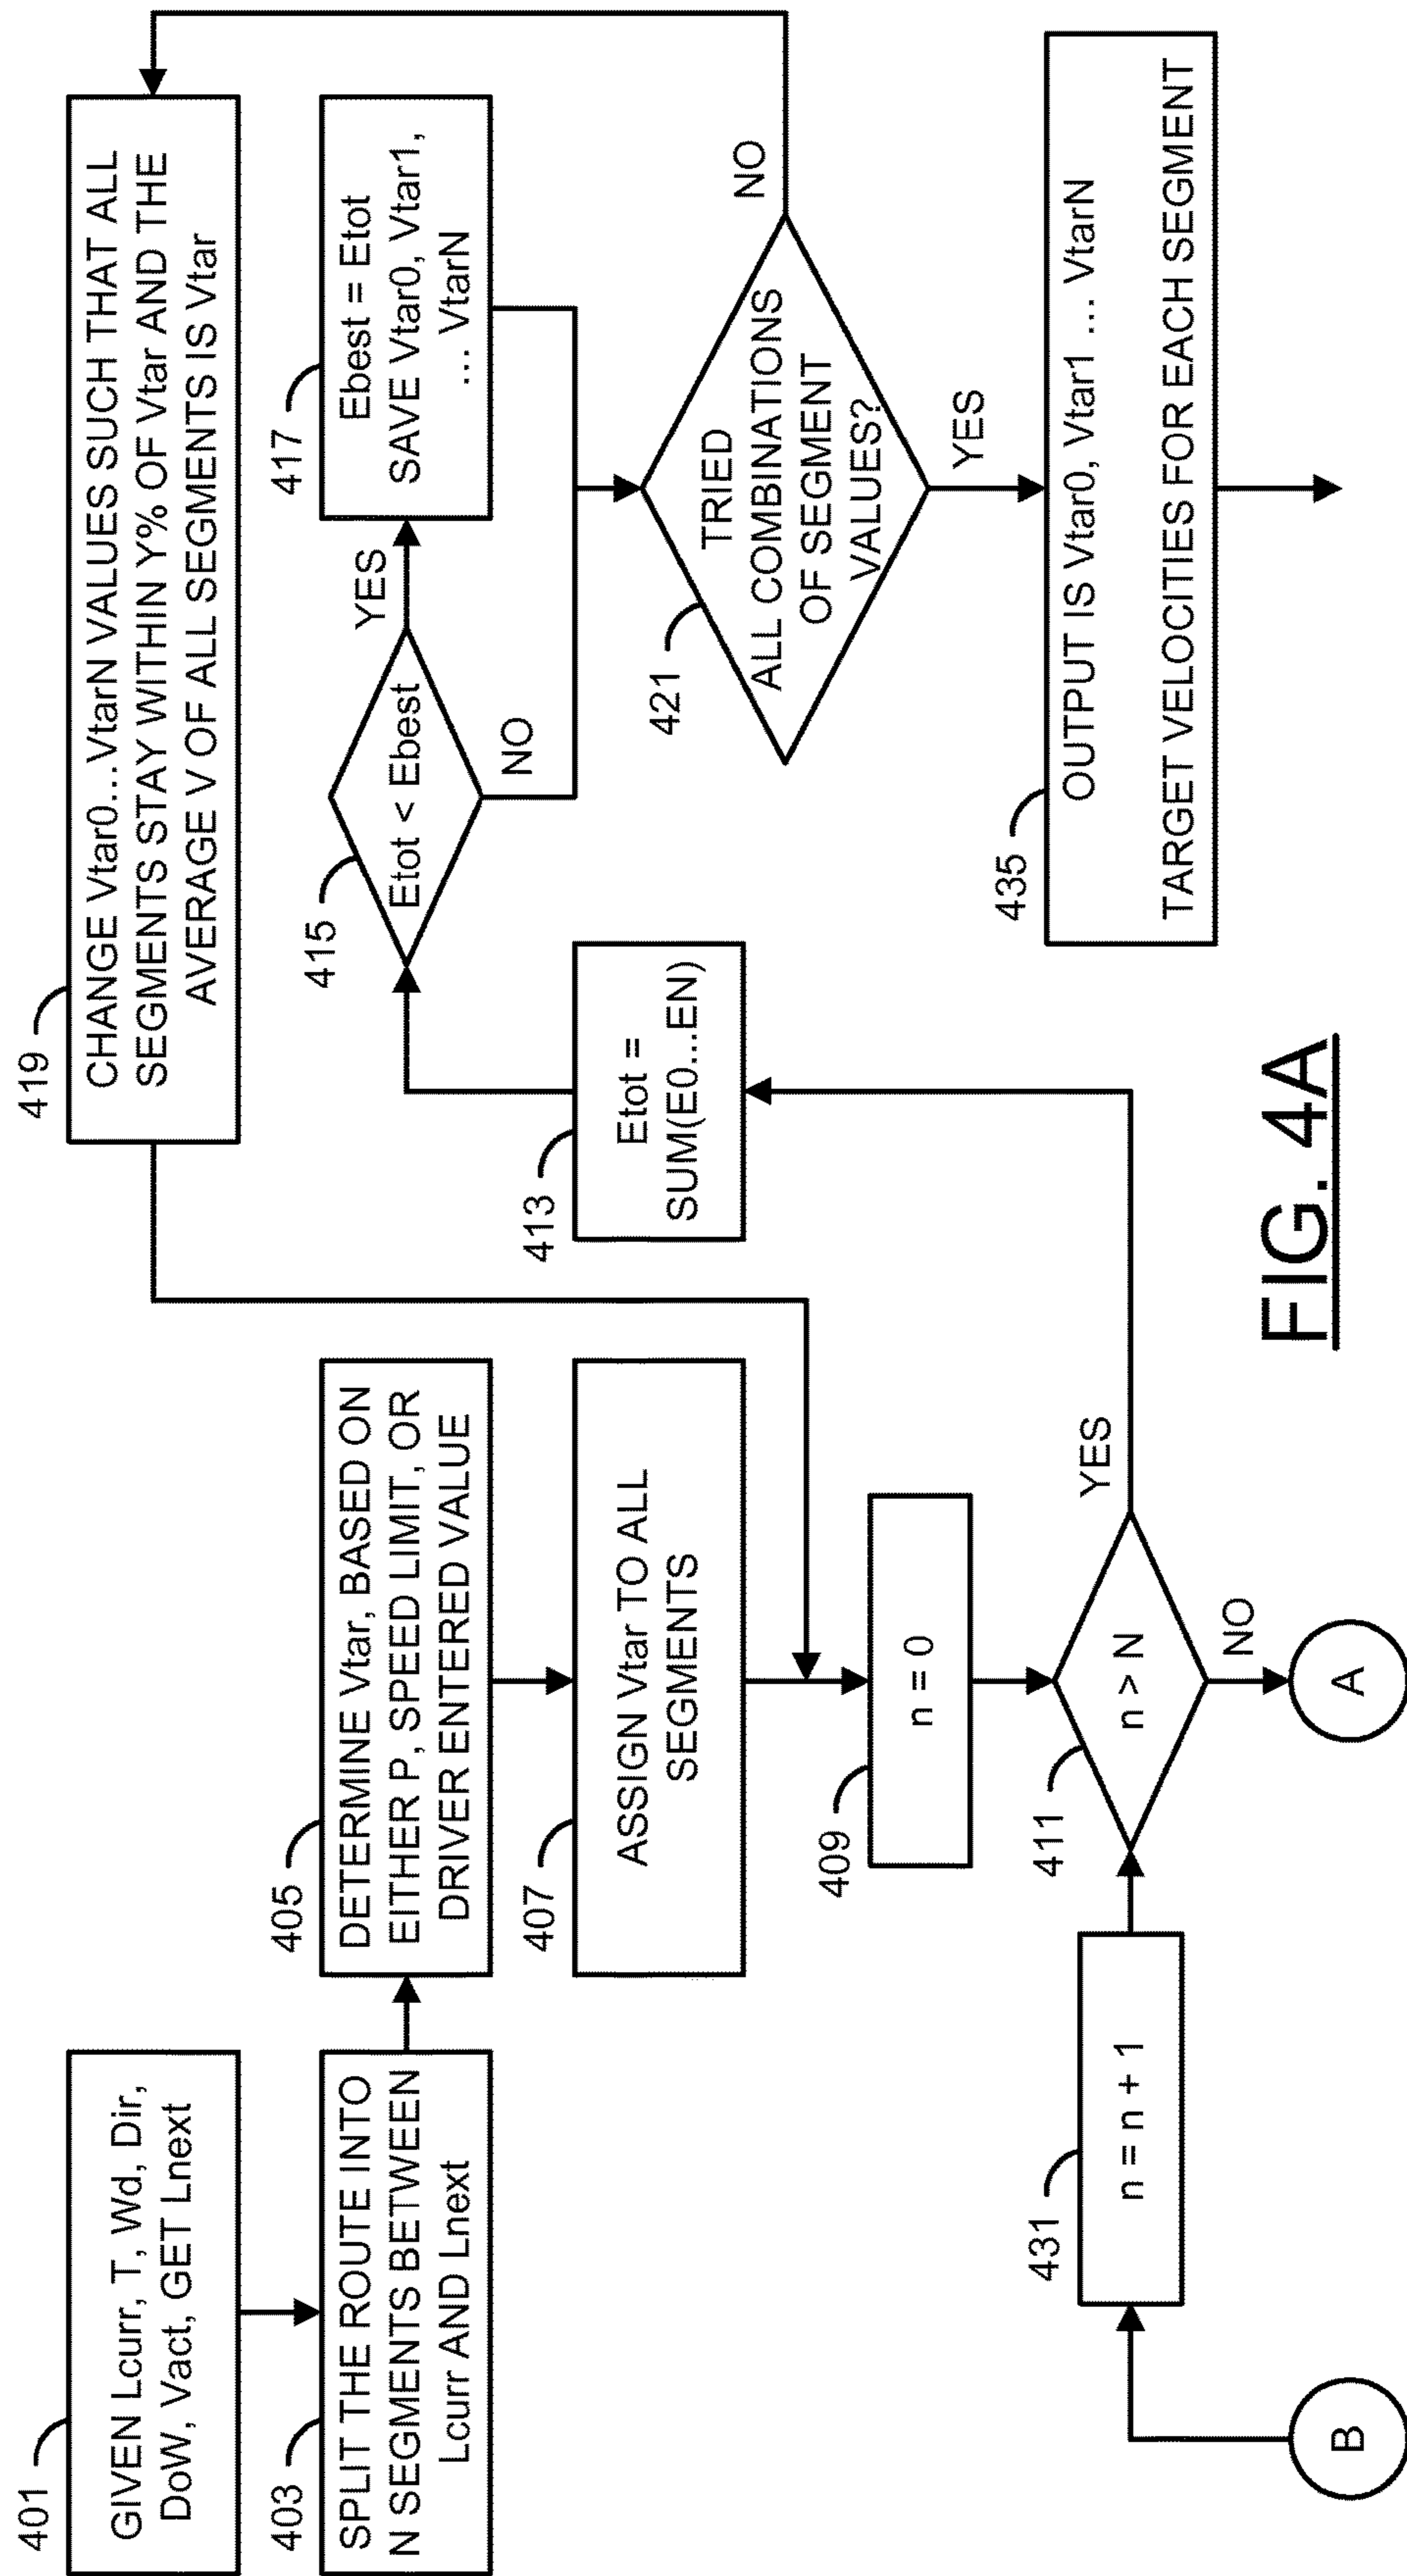 401
GIVEN Lcurr, T, Wd, Dir,
DoW, Vact, GET Lnext
403
SPLIT THE ROUTE INTO
N SEGMENTS BETWEEN
Lcurr AND Lnext
405
DETERMINE Vtar, BASED ON
EITHER P, SPEED LIMIT, OR
DRIVER ENTERED VALUE
407
ASSIGN Vtar TO ALL
SEGMENTS
409
n = 0
411
n > N
YES
NO
A
B
431
n = n + 1
413
Etot =
SUM(E0...EN)
415
Etot < Ebest
YES
NO
417
Ebest = Etot
SAVE Vtar0, Vtar1,
... VtarN
419
CHANGE Vtar0...VtarN VALUES SUCH THAT ALL
SEGMENTS STAY WITHIN Y% OF Vtar AND THE
AVERAGE V OF ALL SEGMENTS IS Vtar
421
TRIED
ALL COMBINATIONS
OF SEGMENT
VALUES?
NO
YES
435
OUTPUT IS Vtar0, Vtar1 ... VtarN
TARGET VELOCITIES FOR EACH SEGMENT
FIG. 4A